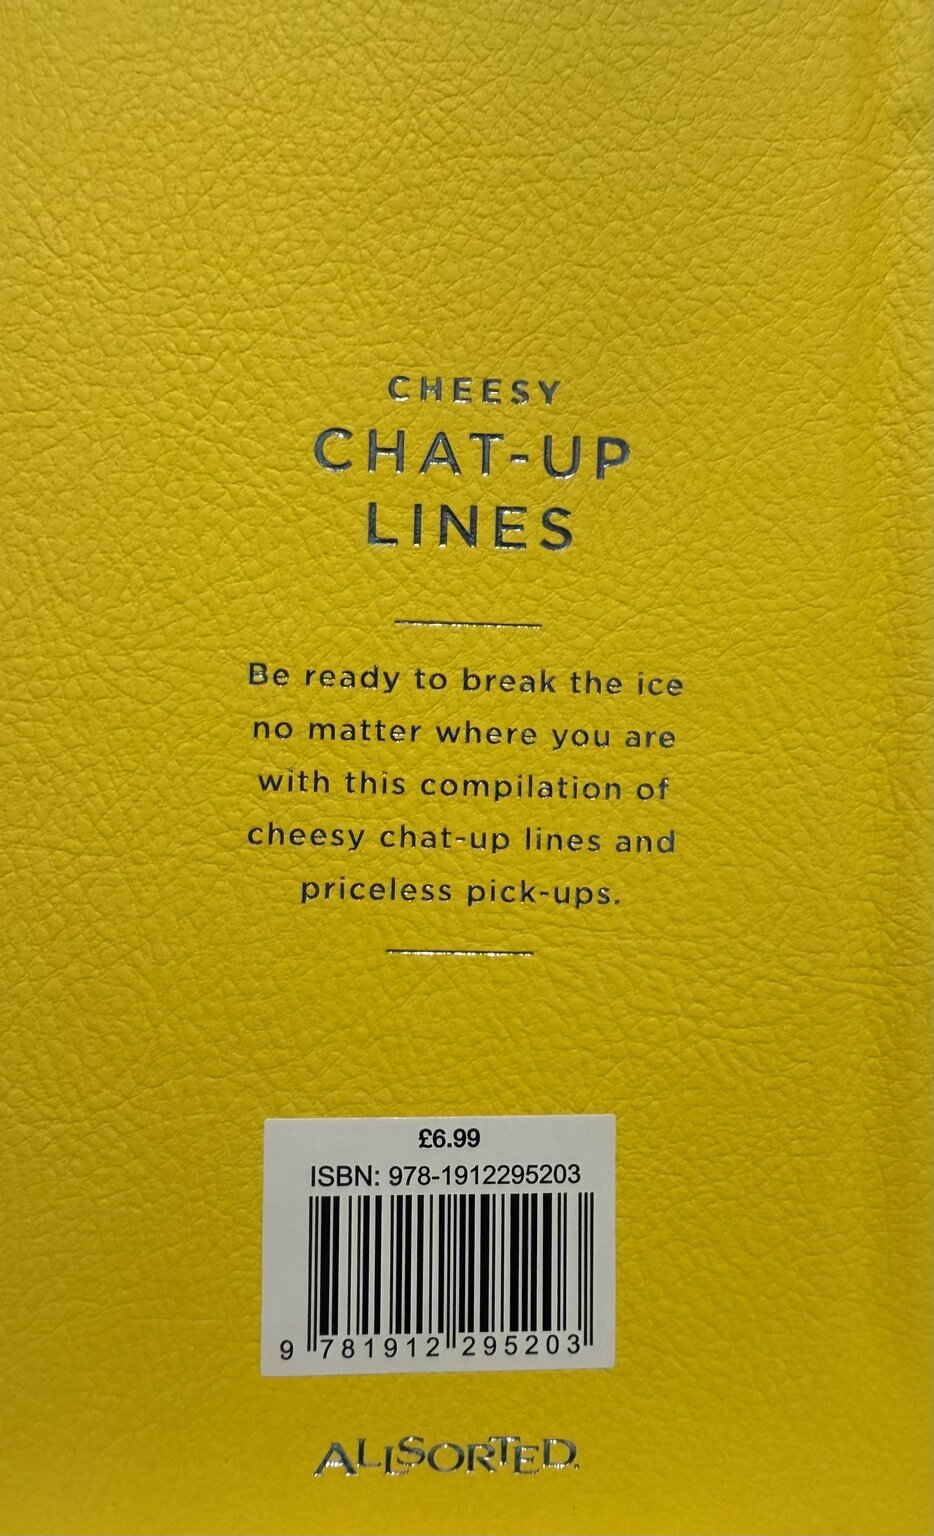 CHEESY
CHAT-UP
LINES
Be ready to break the ice
no matter where you are
with this compilation of
cheesy chat-up lines and
priceless pick-ups.
£6.99
ISBN: 978-1912295203
9 781912 295203
ALLSORTED.